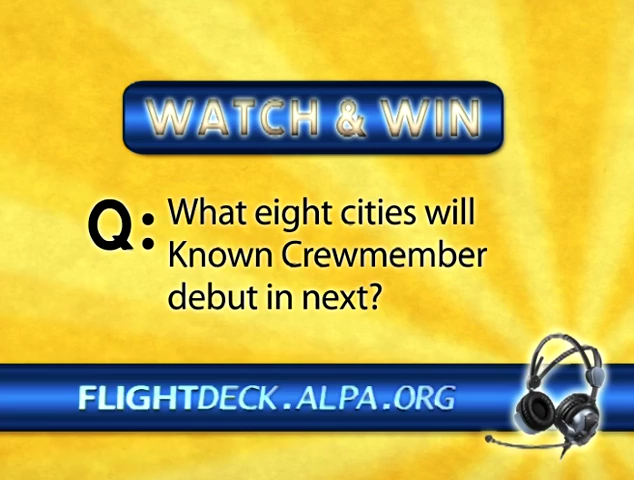 WATCH & WIN
Q: What eight cities will
Known Crewmember
debut in next?
FLIGHTDECK.ALPA.ORG